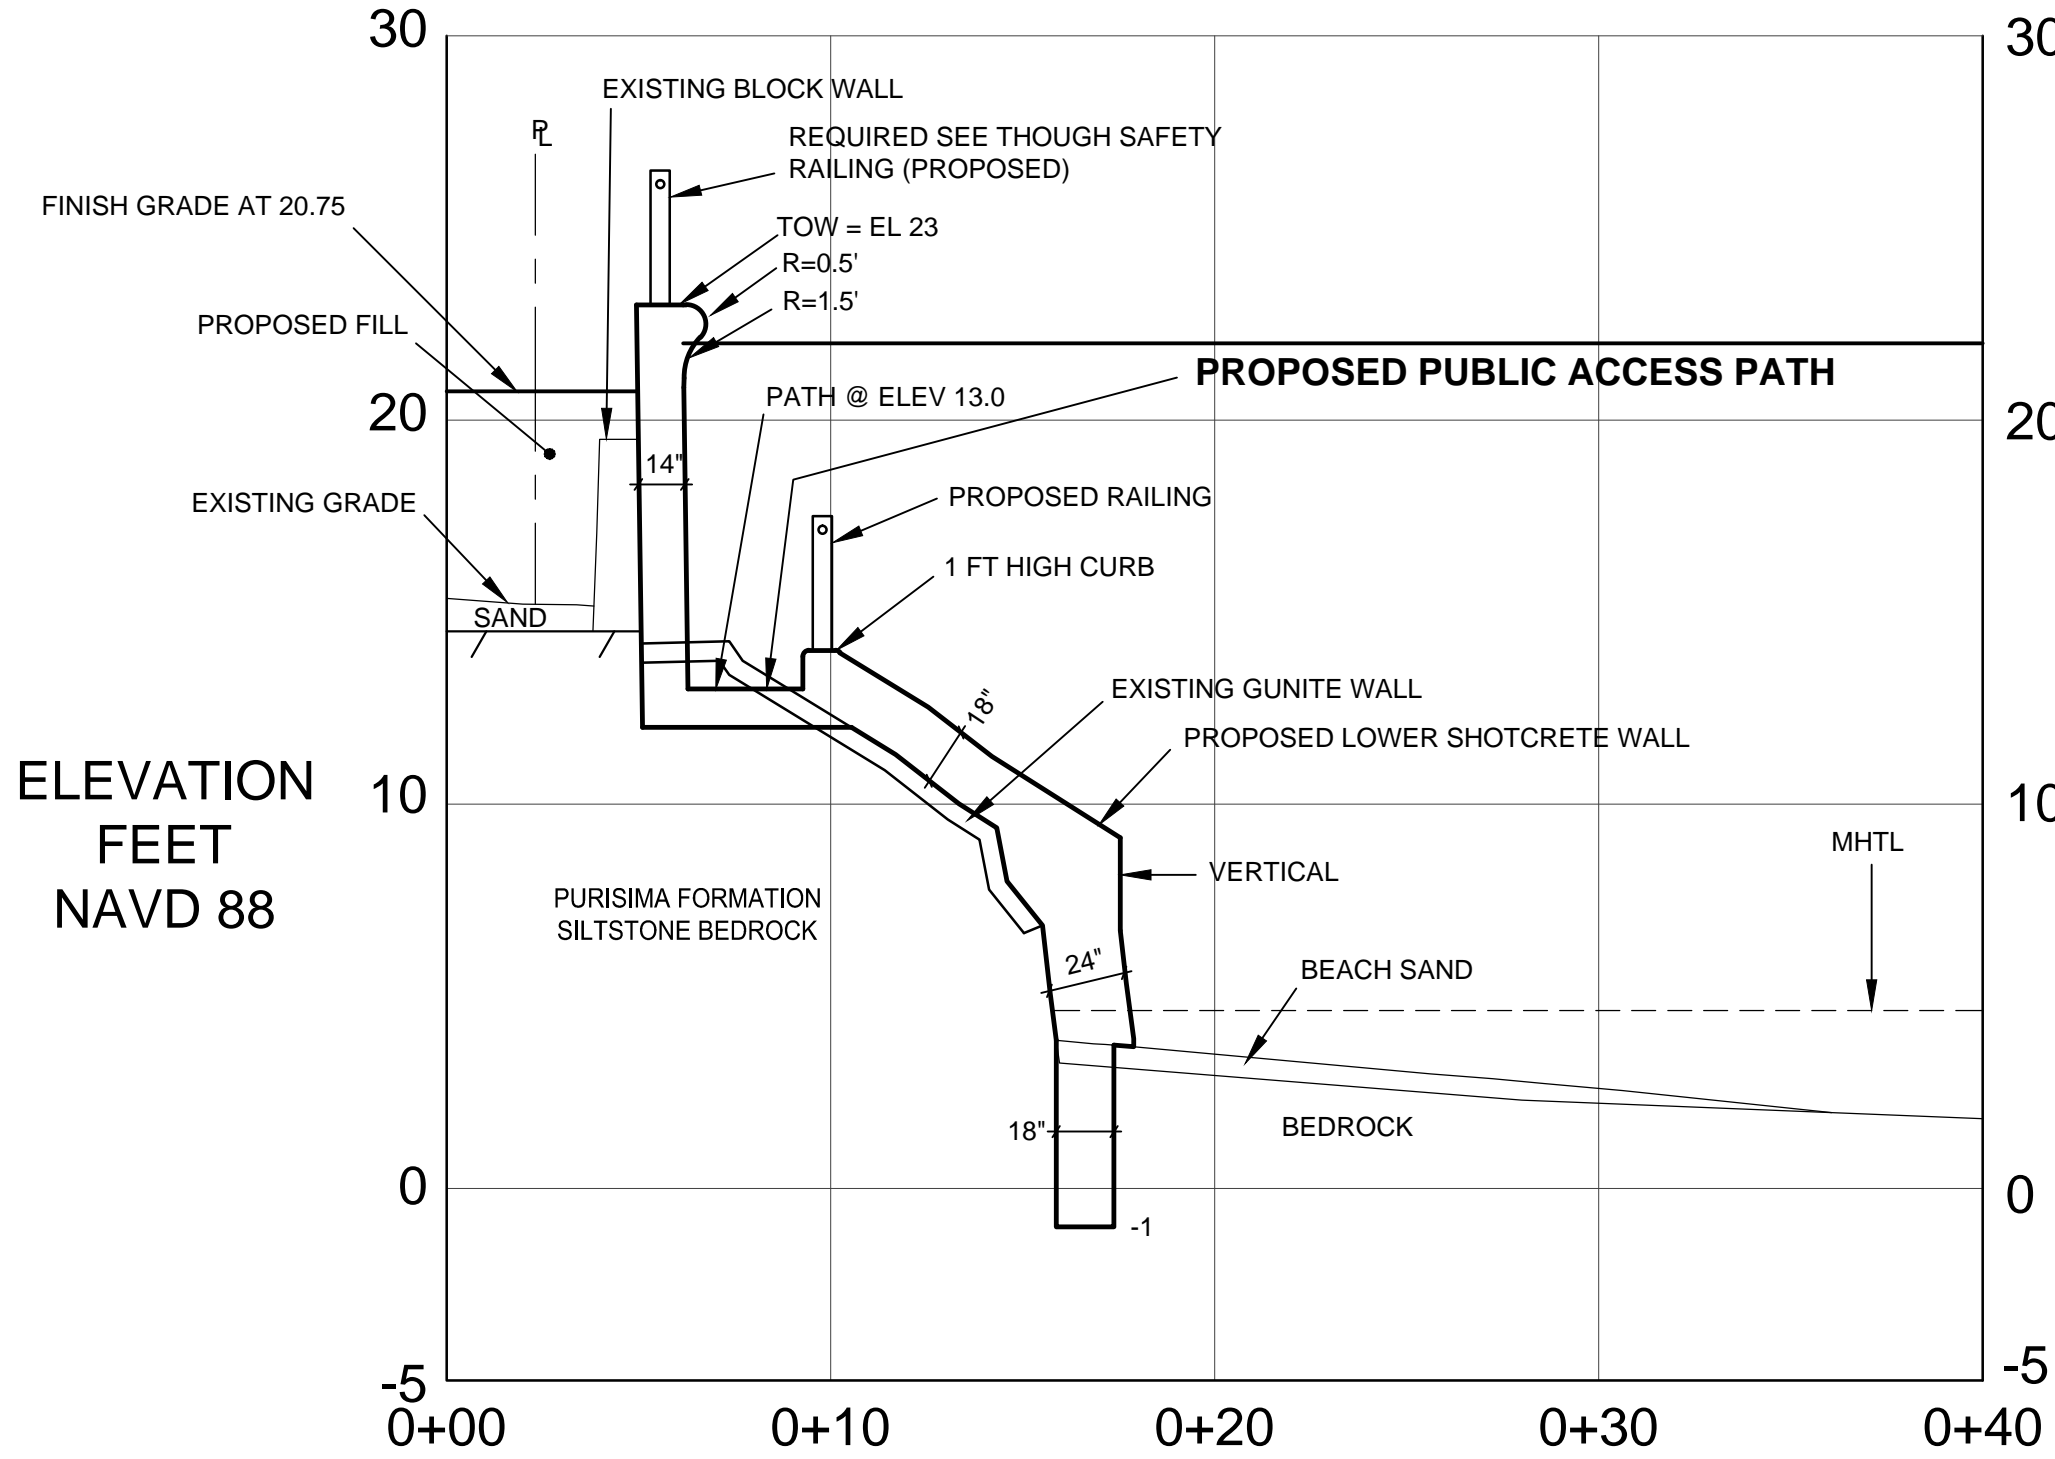 30
30
EXISTING BLOCK WALL
PL
REQUIRED SEE THOUGH SAFETY
RAILING (PROPOSED)
FINISH GRADE AT 20.75
TOW = EL 23
R=0.5'
R=1.5'
PROPOSED FILL
PROPOSED PUBLIC ACCESS PATH
PATH @ ELEV 13.0
20
20
14"
EXISTING GRADE
PROPOSED RAILING
1 FT HIGH CURB
SAND
EXISTING GUNITE WALL
18"
PROPOSED LOWER SHOTCRETE WALL
ELEVATION
FEET
NAVD 88
10
10
MHTL
VERTICAL
PURISIMA FORMATION
SILTSTONE BEDROCK
24"
BEACH SAND
18"
BEDROCK
0
0
-1
-5
-5
0+00
0+10
0+20
0+30
0+40